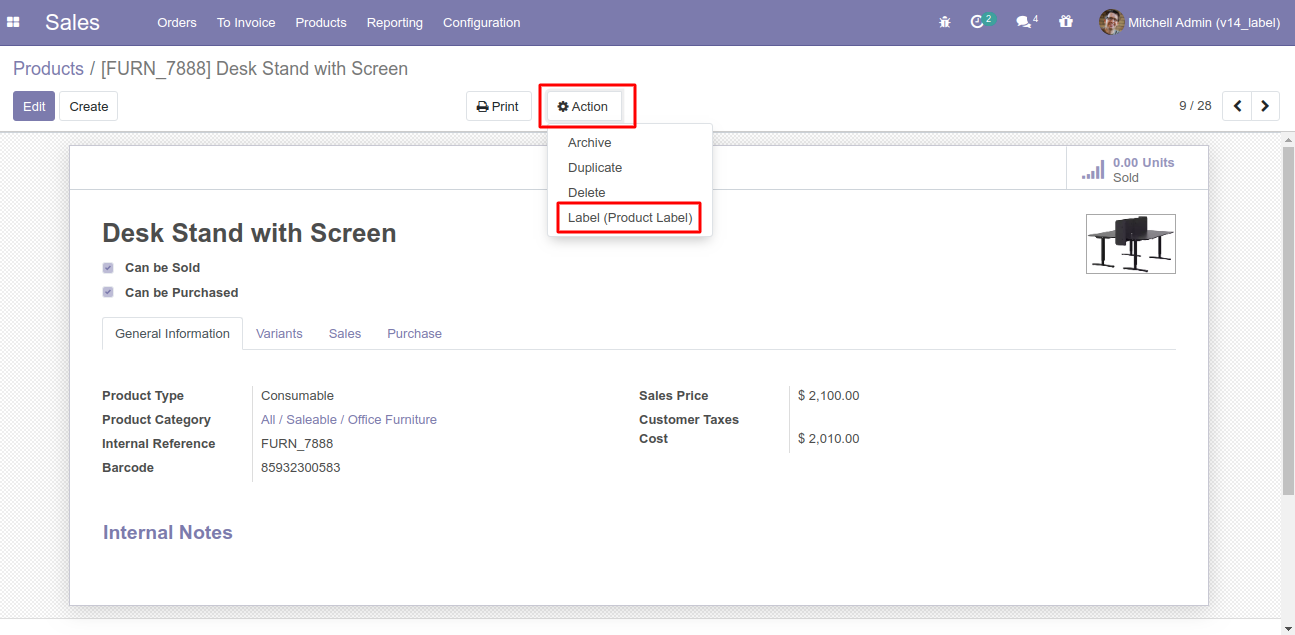 Sales Orders To Invoice Products Reporting Configuration 2 4 Mitchell Admin (v14_label)
Products / [FURN_7888] Desk Stand with Screen
Edit Create Print Action 9 / 28
Archive
Duplicate
Delete
Label (Product Label)
0.00 Units
Sold
Desk Stand with Screen
Can be Sold
Can be Purchased
General Information Variants Sales Purchase
Product Type Consumable
Product Category All / Saleable / Office Furniture
Internal Reference FURN_7888
Barcode 85932300583
Sales Price $ 2,100.00
Customer Taxes
Cost $ 2,010.00
Internal Notes